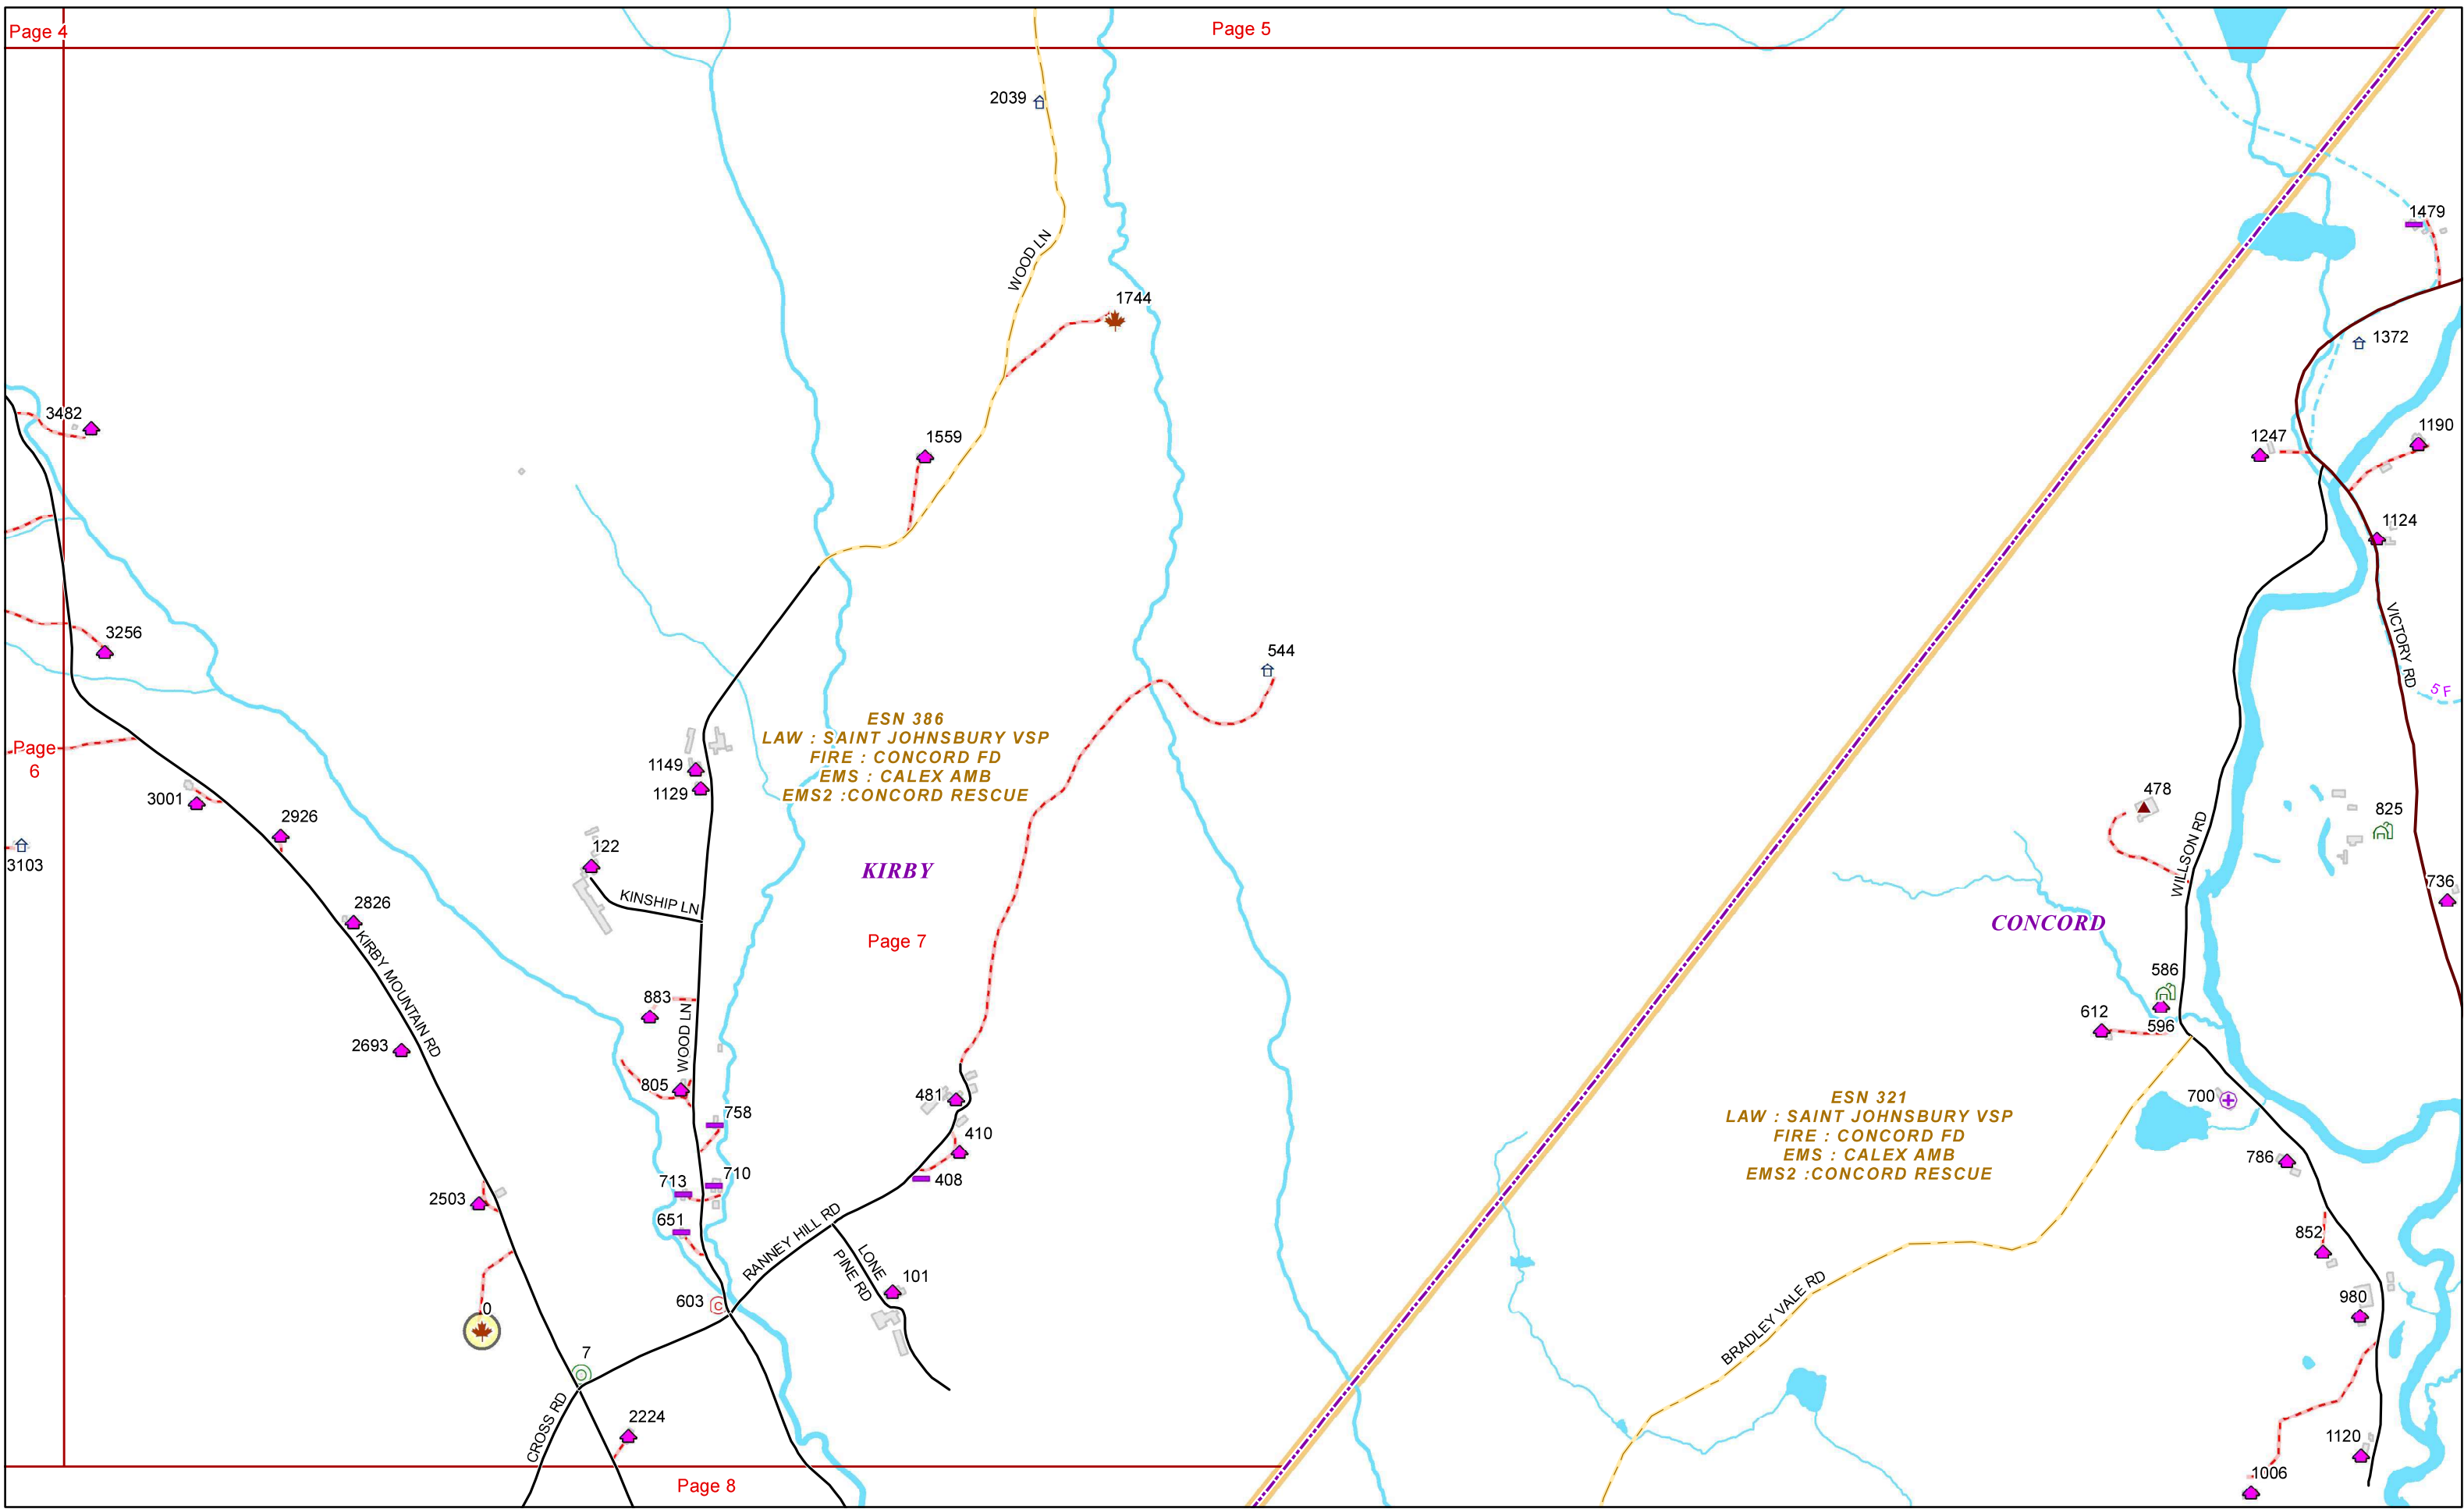 Page 4
Page 5
2039
1479
WOOD LN
1744
1372
3482
1559
1247
1190
1124
3256
544
VICTORY RD
5 F
ESN 386
LAW : SAINT JOHNSBURY VSP
FIRE : CONCORD FD
EMS : CALEX AMB
EMS2 :CONCORD RESCUE
Page
6
1149
1129
3001
2926
478
825
3103
122
KIRBY
WILLSON RD
736
2826
KINSHIP LN
CONCORD
Page 7
KIRBY MOUNTAIN RD
883
WOOD LN
586
612
596
2693
805
481
700
758
410
ESN 321
LAW : SAINT JOHNSBURY VSP
FIRE : CONCORD FD
EMS : CALEX AMB
EMS2 :CONCORD RESCUE
786
713
710
408
2503
651
RANNEY HILL RD
852
LONE
PINE RD
101
603
0
980
BRADLEY VALE RD
7
CROSS RD
2224
1120
1006
Page 8